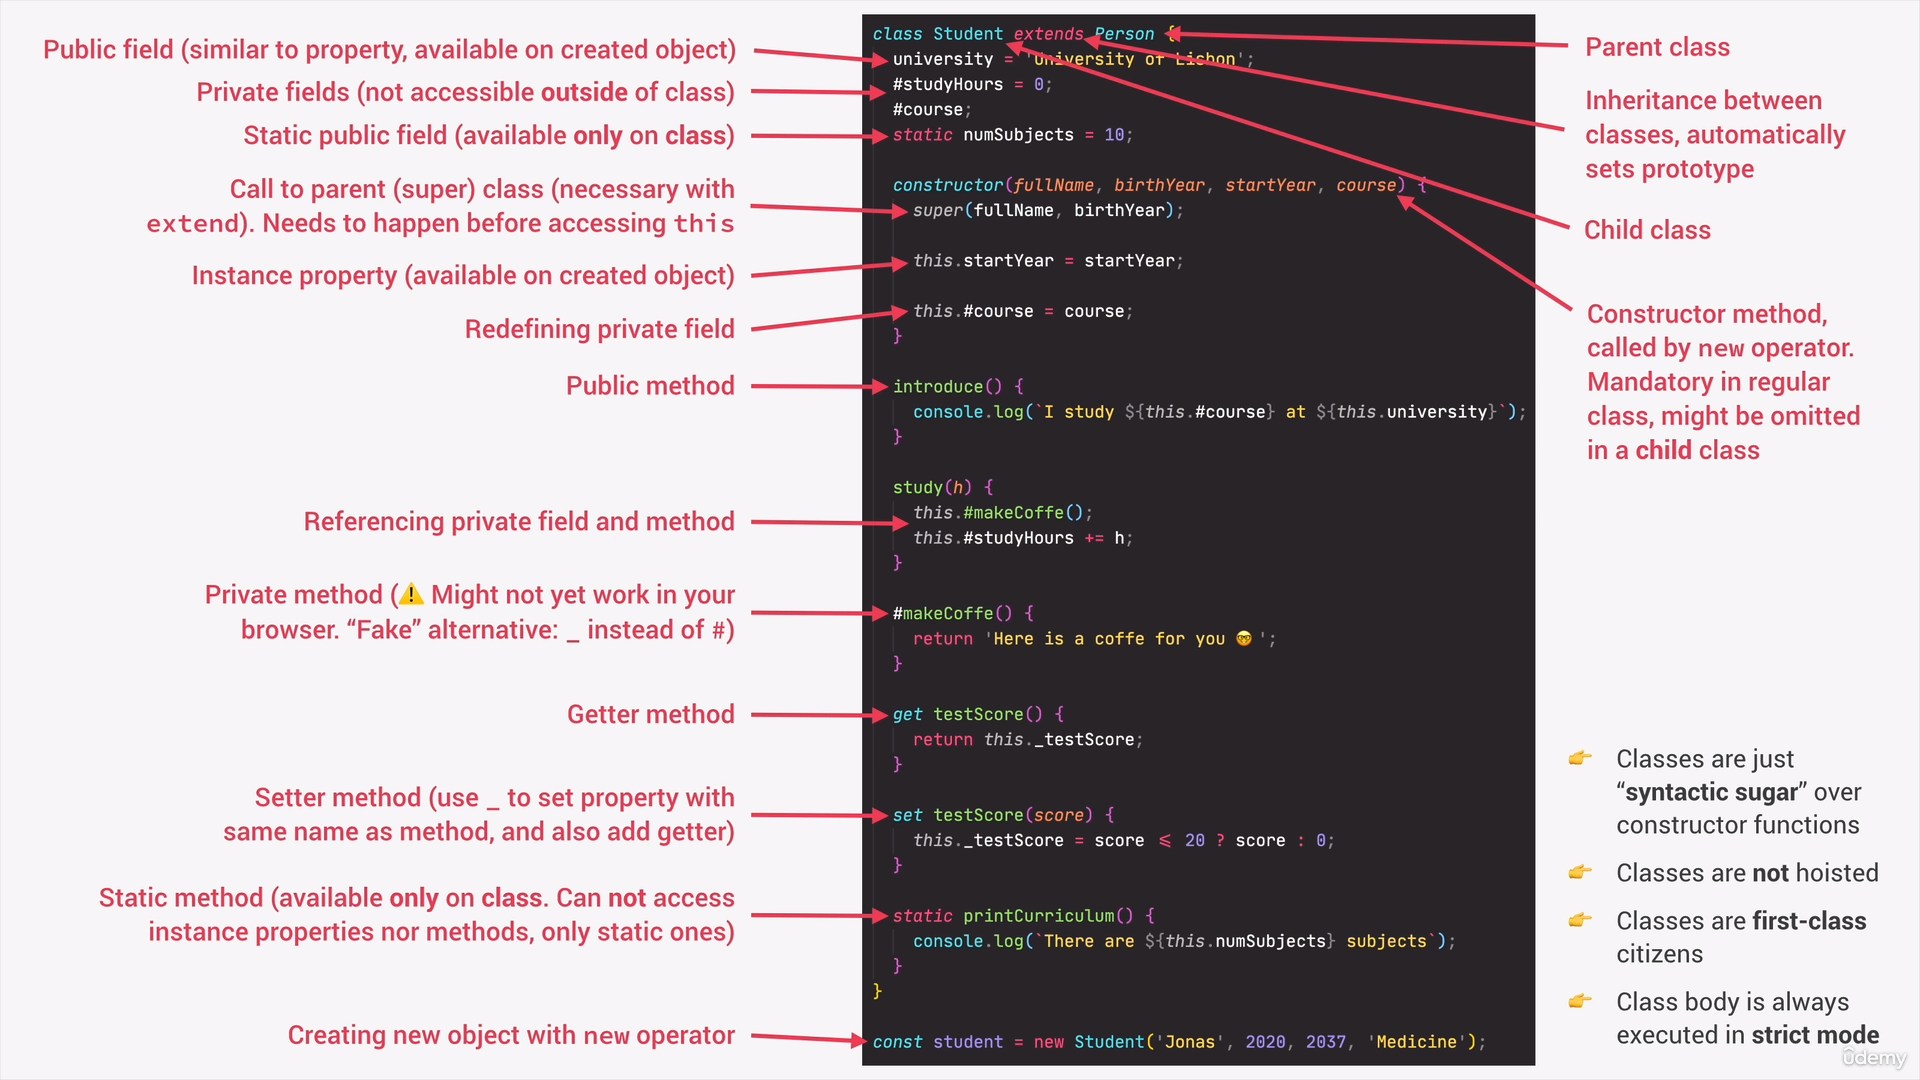 Public field (similar to property, available on created object)
Private fields (not accessible outside of class)
Static public field (available only on class)
Call to parent (super) class (necessary with
extend). Needs to happen before accessing this
Instance property (available on created object)
Redefining private field
Public method
Referencing private field and method
Private method (⚠️ Might not yet work in your
browser. “Fake” alternative: _ instead of #)
Getter method
Setter method (use _ to set property with
same name as method, and also add getter)
Static method (available only on class. Can not access
instance properties nor methods, only static ones)
Creating new object with new operator
class Student extends Person {
university = 'University of Lisbon';
#studyHours = 0;
#course;
static numSubjects = 10;
constructor(fullName, birthYear, startYear, course) {
super(fullName, birthYear);
this.startYear = startYear;
this.#course = course;
}
introduce() {
console.log(`I study ${this.#course} at ${this.university}`);
}
study(h) {
this.#makeCoffe();
this.#studyHours += h;
}
#makeCoffe() {
return 'Here is a coffe for you 🤓 ';
}
get testScore() {
return this._testScore;
}
set testScore(score) {
this._testScore = score ⩽ 20 ? score : 0;
}
static printCurriculum() {
console.log(`There are ${this.numSubjects} subjects`);
}
}
const student = new Student('Jonas', 2020, 2037, 'Medicine');
Parent class
Inheritance between
classes, automatically
sets prototype
Child class
Constructor method,
called by new operator.
Mandatory in regular
class, might be omitted
in a child class
👉 Classes are just
“syntactic sugar” over
constructor functions
👉 Classes are not hoisted
👉 Classes are first-class
citizens
👉 Class body is always
executed in strict mode
ûdemy